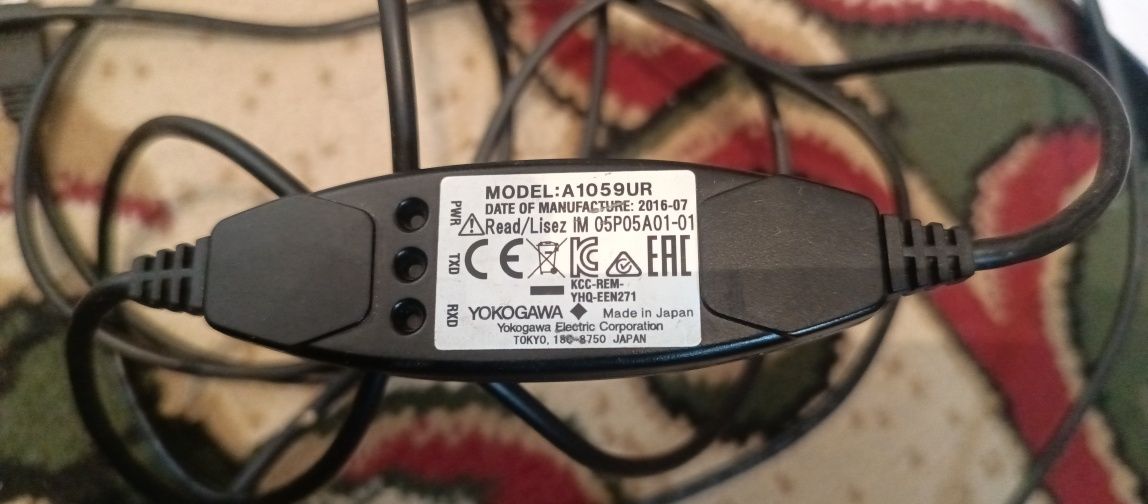 MODEL:A1059UR
DATE OF MANUFACTURE: 2016-07
Read/Lisez IM 05P05A01-01
CE EAC
KCC-REM-
YHQ-EEN271
YOKOGAWA Made in Japan
Yokogawa Electric Corporation
TOKYO, 180-8750 JAPAN
PWR
TXD
RXD